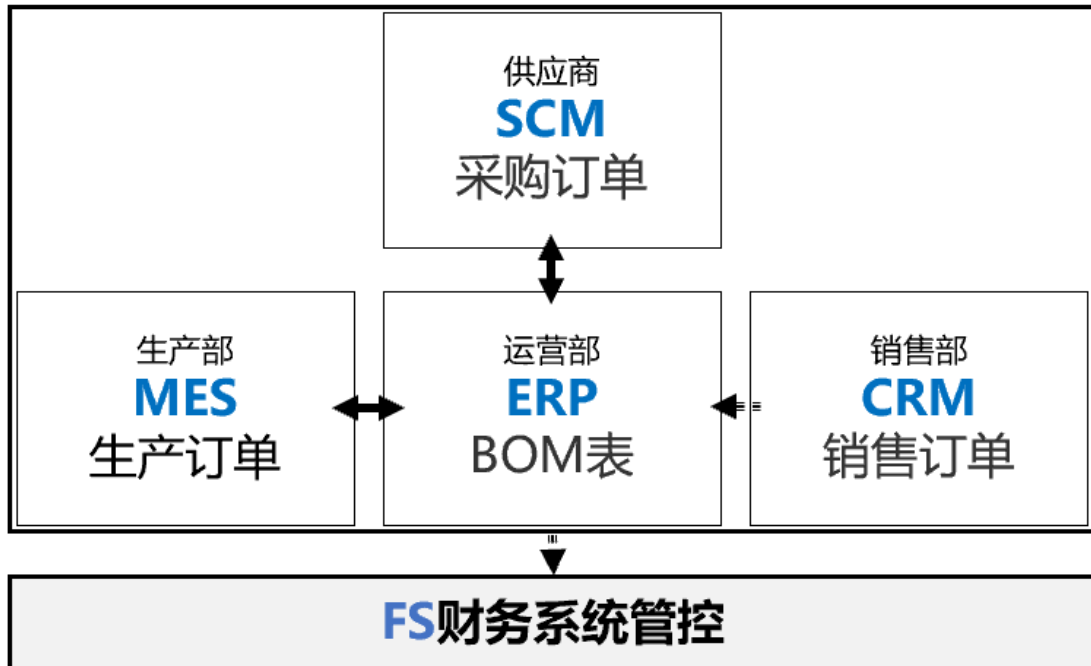 供应商
SCM
采购订单
生产部
MES
生产订单
运营部
ERP
BOM表
销售部
CRM
销售订单
FS财务系统管控